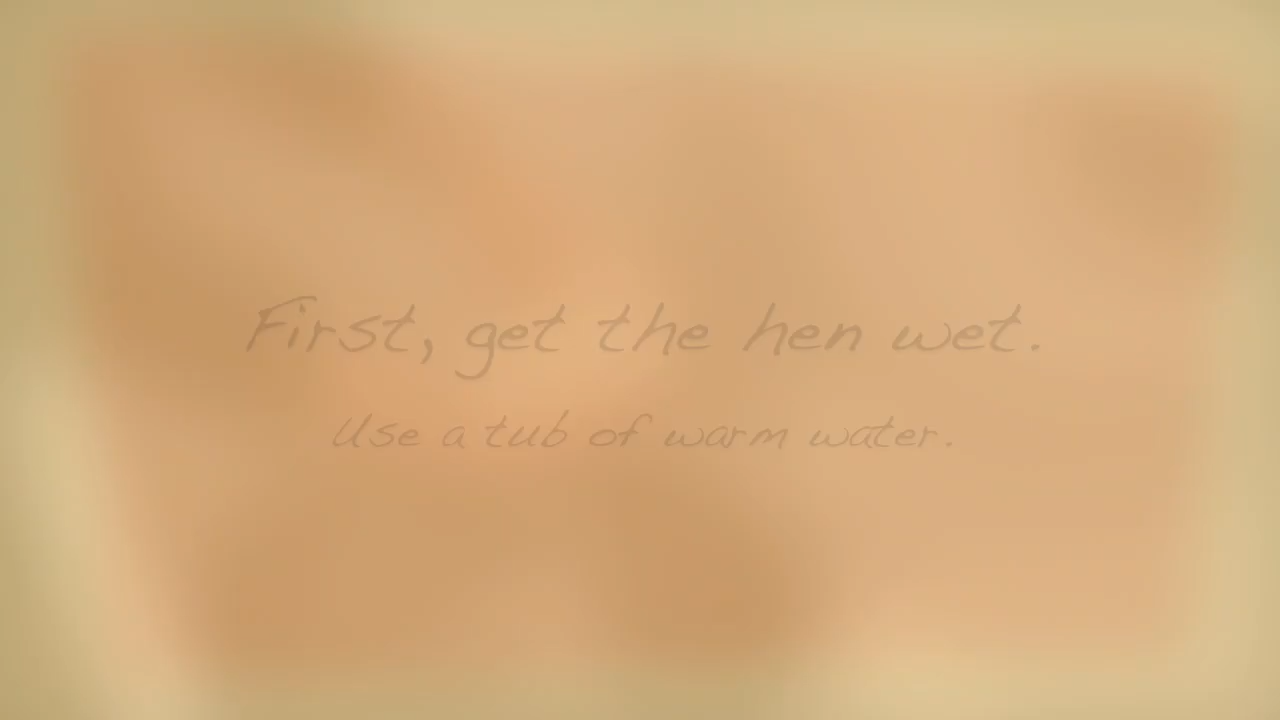 First, get the hen wet.
Use a tub of warm water.